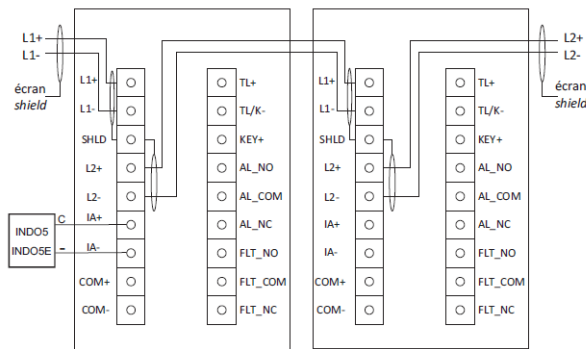 L1+
L1-
écran
shield
L1+
L1-
SHLD
L2+
L2-
IA+
IA-
COM+
COM-
TL+
TL/K-
KEY+
AL_NO
AL_COM
AL_NC
FLT_NO
FLT_COM
FLT_NC
INDO5
INDO5E
C
–
L1+
L1-
SHLD
L2+
L2-
IA+
IA-
COM+
COM-
TL+
TL/K-
KEY+
AL_NO
AL_COM
AL_NC
FLT_NO
FLT_COM
FLT_NC
L2+
L2-
écran
shield